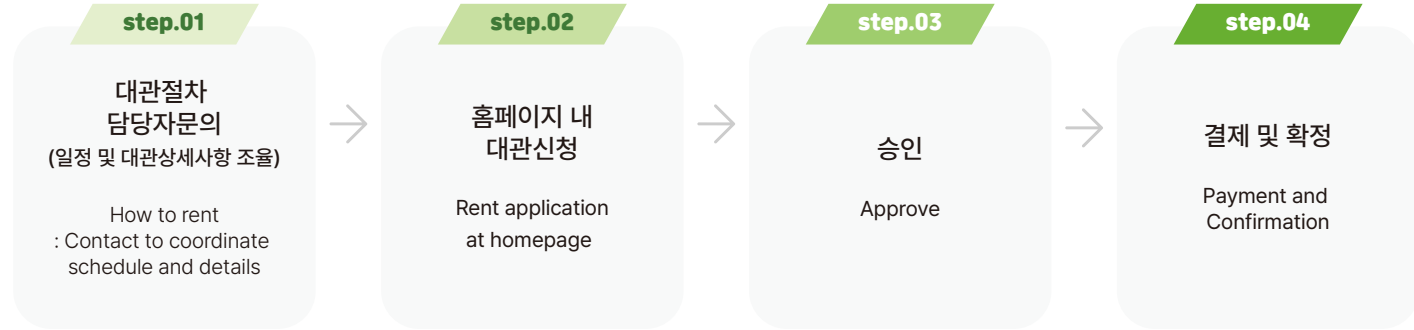 step.01
대관절차
담당자문의
(일정 및 대관상세사항 조율)
How to rent
: Contact to coordinate
schedule and details
step.02
홈페이지 내
대관신청
Rent application
at homepage
step.03
승인
Approve
step.04
결제 및 확정
Payment and
Confirmation